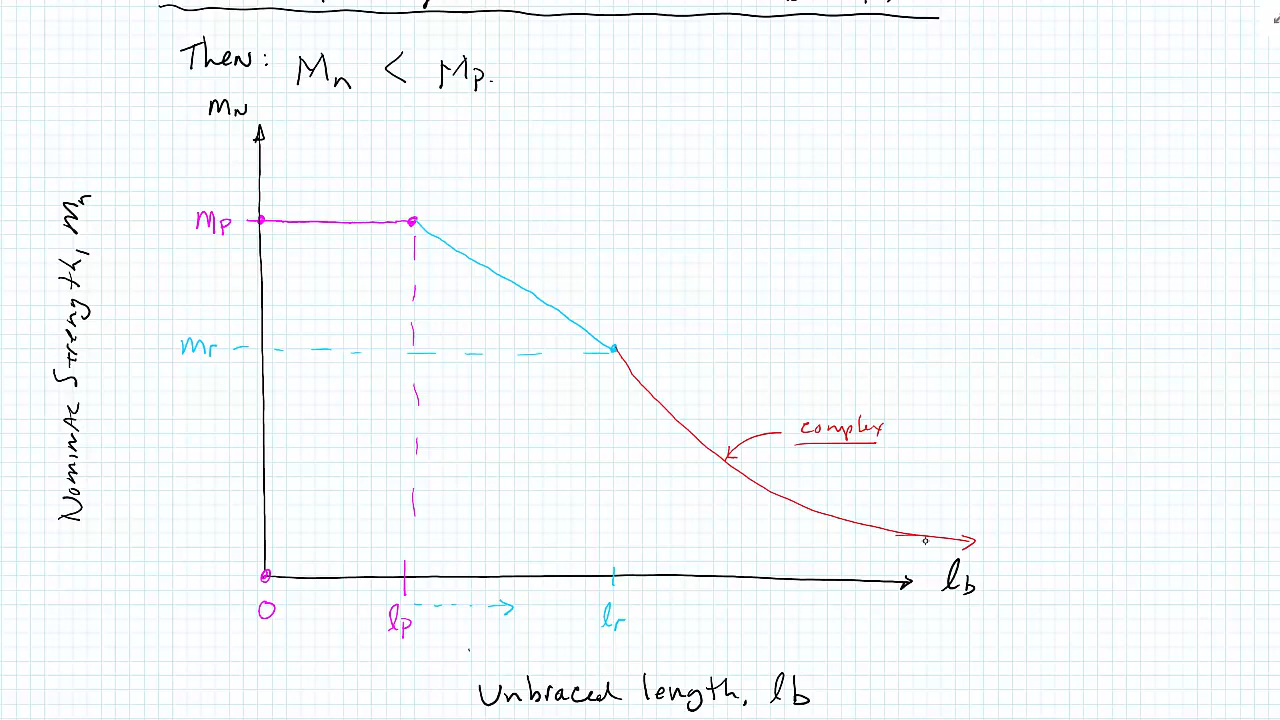 Then: Mn < Mp.
MN
Nominal Strength, Mn
Mp
Mr
complex
lb
0
lp
lr
Unbraced length, lb